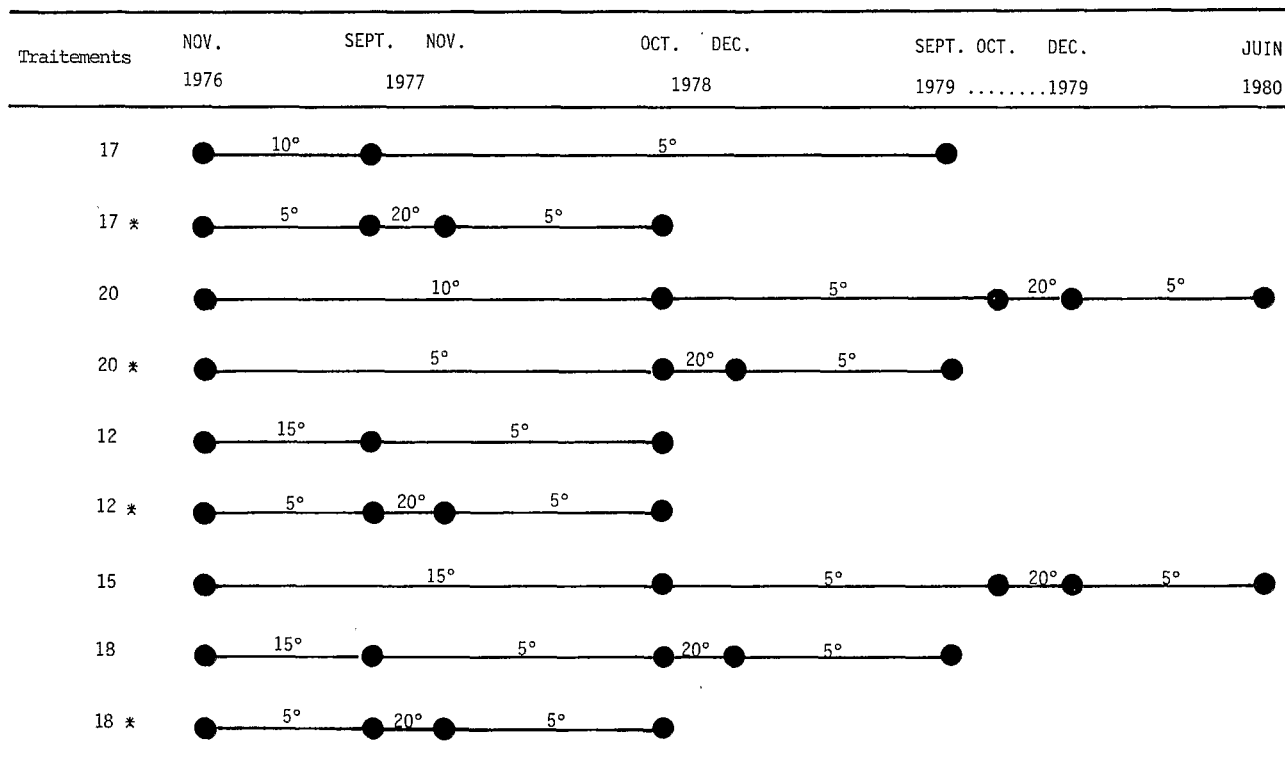 Traitements NOV. SEPT. NOV. OCT. DEC. SEPT. OCT. DEC. JUIN
1976 1977 1978 1979 ........1979 1980
17 10° 5°
17 * 5° 20° 5°
20 10° 5° 20° 5°
20 * 5° 20° 5°
12 15° 5°
12 * 5° 20° 5°
15 15° 5° 20° 5°
18 15° 5° 20° 5°
18 * 5° 20° 5°